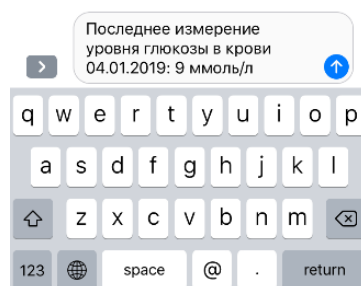 Последнее измерение
уровня глюкозы в крови
04.01.2019: 9 ммоль/л
q w e r t y u i o p
a s d f g h j k l
z x c v b n m
123 space @ . return